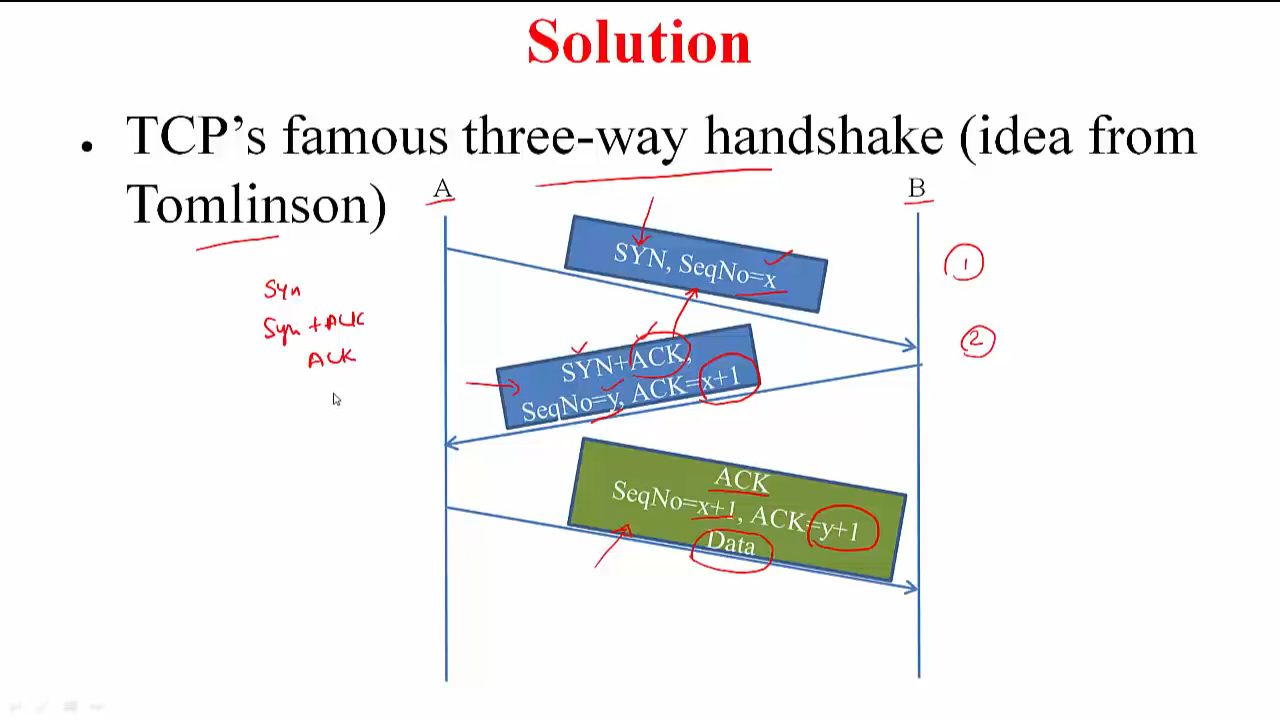 Solution
• TCP’s famous three-way handshake (idea from
Tomlinson)
A
B
SYN, SeqNo=x
1
Syn
Syn + ACK
ACK
2
SYN+ACK,
SeqNo=y, ACK=x+1
ACK
SeqNo=x+1, ACK=y+1
Data